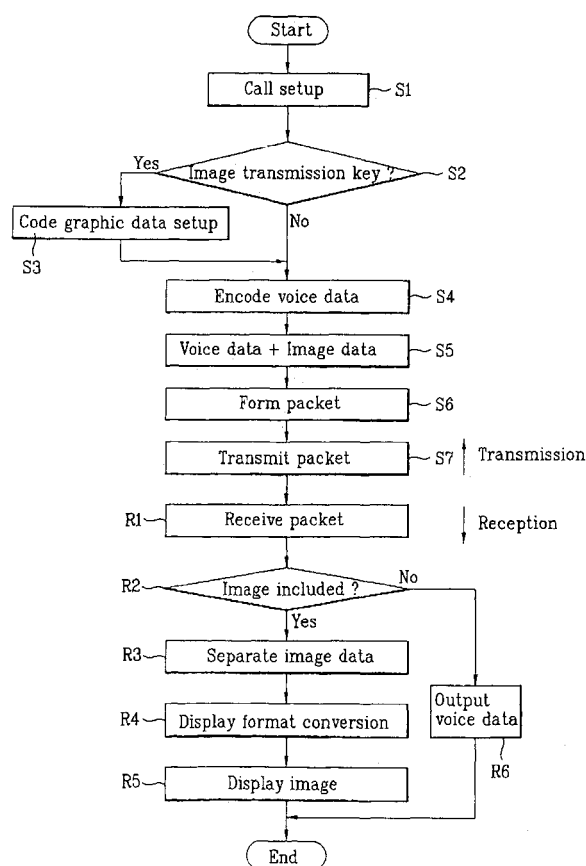 Start
Call setup
S1
Image transmission key ?
S2
Yes
No
Code graphic data setup
S3
Encode voice data
S4
Voice data + Image data
S5
Form packet
S6
Transmit packet
S7
Transmission
R1
Receive packet
Reception
R2
Image included ?
No
Yes
R3
Separate image data
R4
Display format conversion
Output
voice data
R6
R5
Display image
End